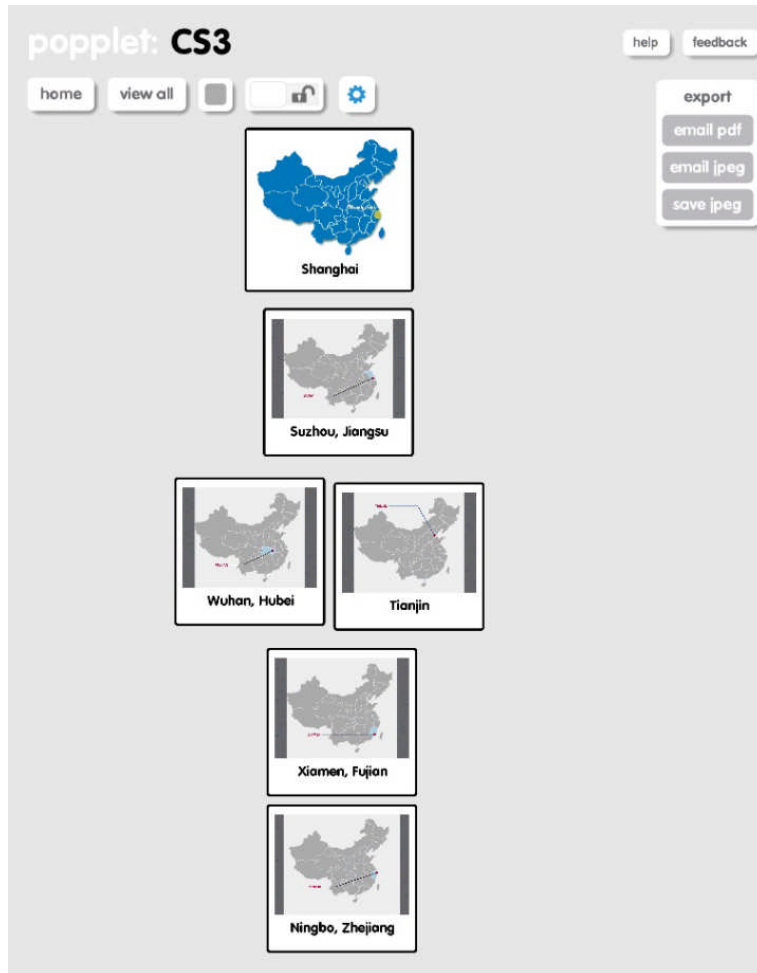 popplet: CS3
help
feedback
home
view all
export
email pdf
email jpeg
save jpeg
Shanghai
Suzhou, Jiangsu
Wuhan, Hubei
Tianjin
Xiamen, Fujian
Ningbo, Zhejiang